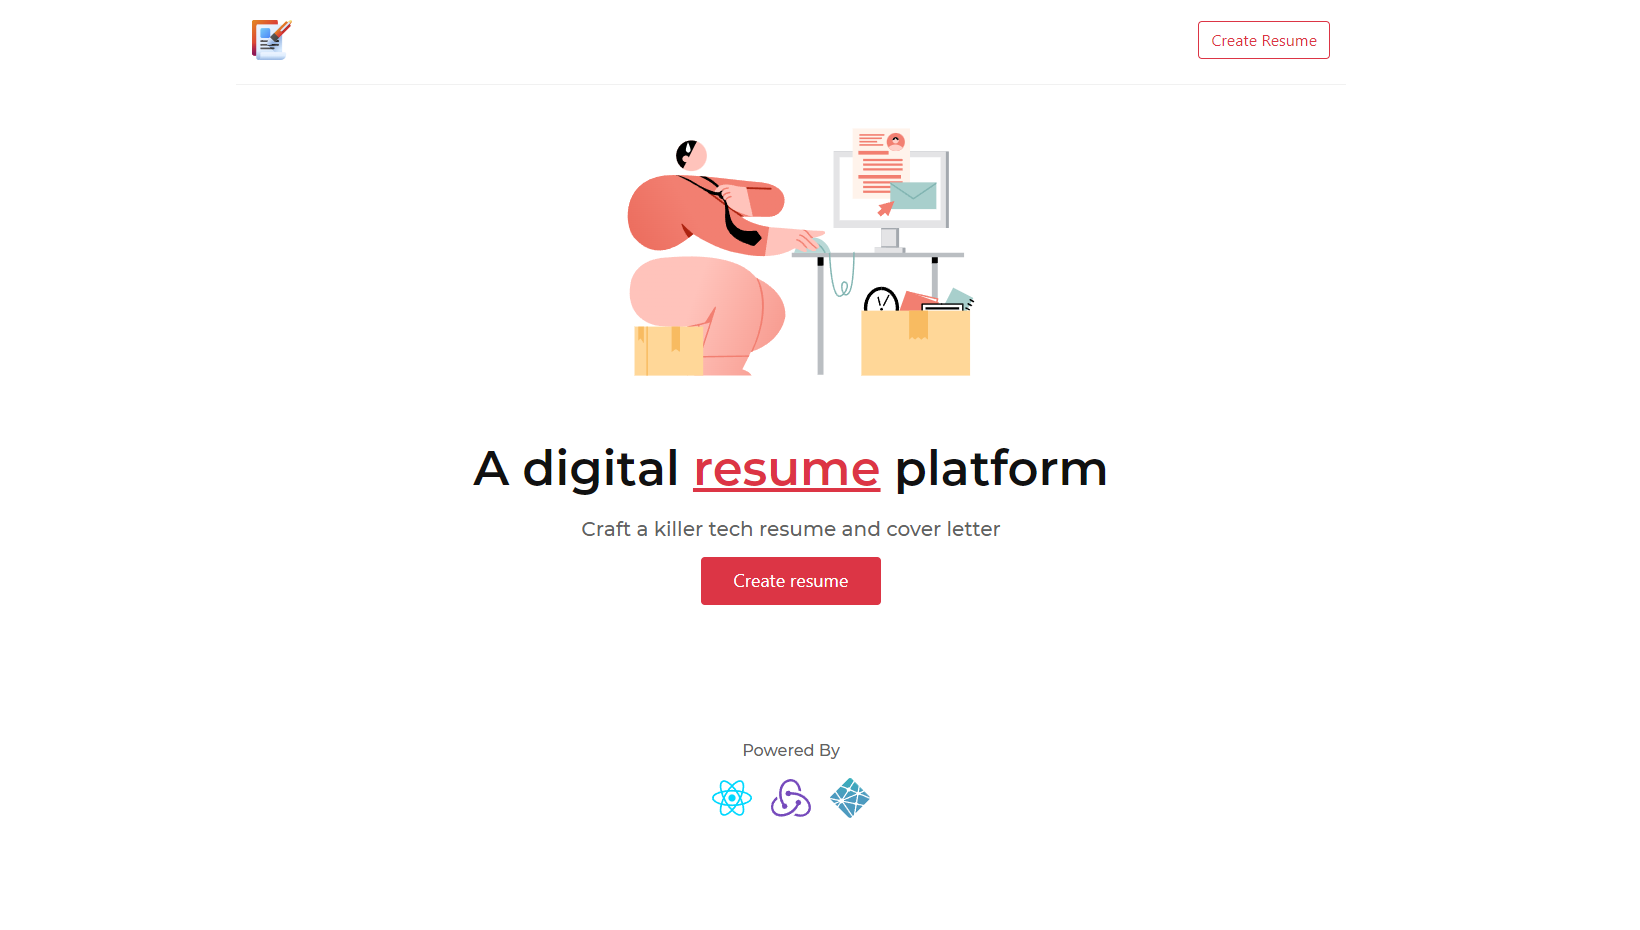 Create Resume
A digital resume platform
Craft a killer tech resume and cover letter
Create resume
Powered By